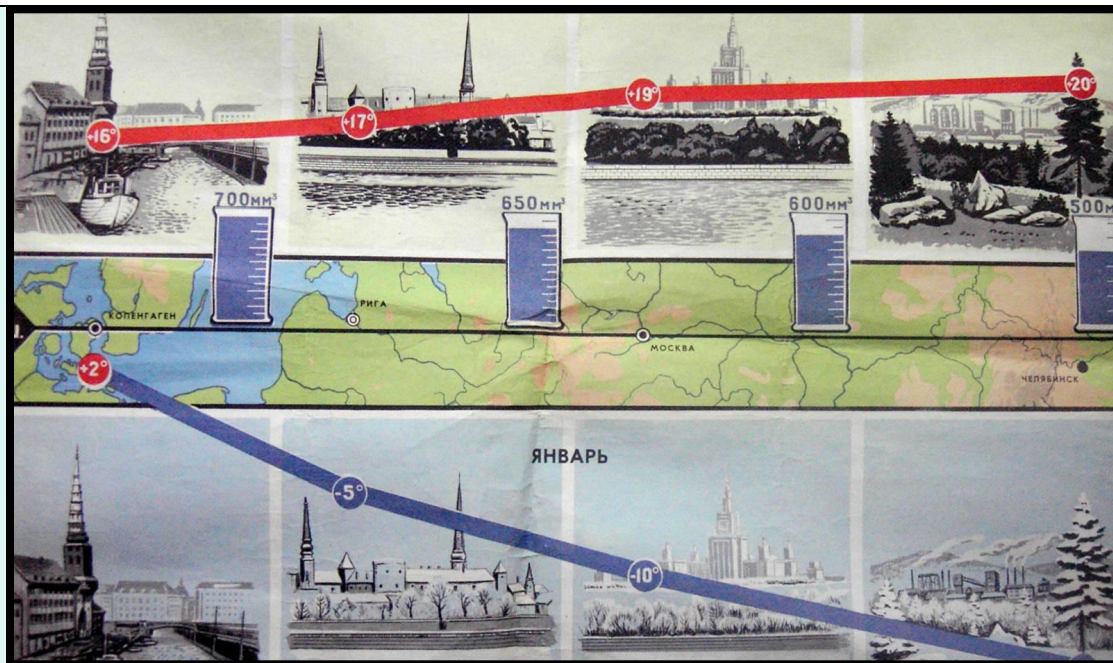 +16°
+17°
+19°
+20°
700мм³
650мм³
600мм³
500м
КОПЕНГАГЕН
РИГА
МОСКВА
ЧЕЛЯБИНСК
+2°
ЯНВАРЬ
-5°
-10°